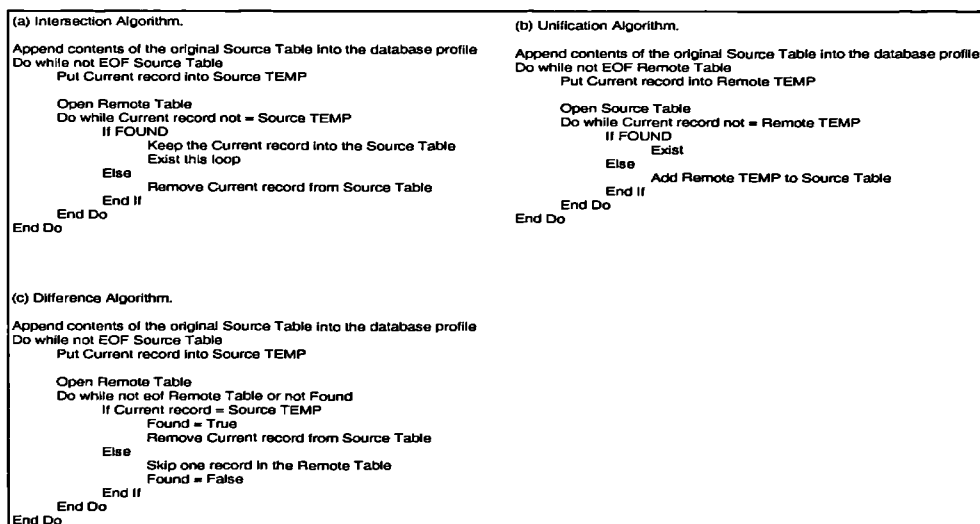 (a) Intersection Algorithm.
Append contents of the original Source Table into the database profile
Do while not EOF Source Table
Put Current record into Source TEMP
Open Remote Table
Do while Current record not = Source TEMP
If FOUND
Keep the Current record into the Source Table
Exist this loop
Else
Remove Current record from Source Table
End If
End Do
End Do
(b) Unification Algorithm.
Append contents of the original Source Table into the database profile
Do while not EOF Remote Table
Put Current record into Remote TEMP
Open Source Table
Do while Current record not = Remote TEMP
If FOUND
Exist
Else
Add Remote TEMP to Source Table
End If
End Do
End Do
(c) Difference Algorithm.
Append contents of the original Source Table into the database profile
Do while not EOF Source Table
Put Current record into Source TEMP
Open Remote Table
Do while not eof Remote Table or not Found
If Current record = Source TEMP
Found = True
Remove Current record from Source Table
Else
Skip one record in the Remote Table
Found = False
End If
End Do
End Do